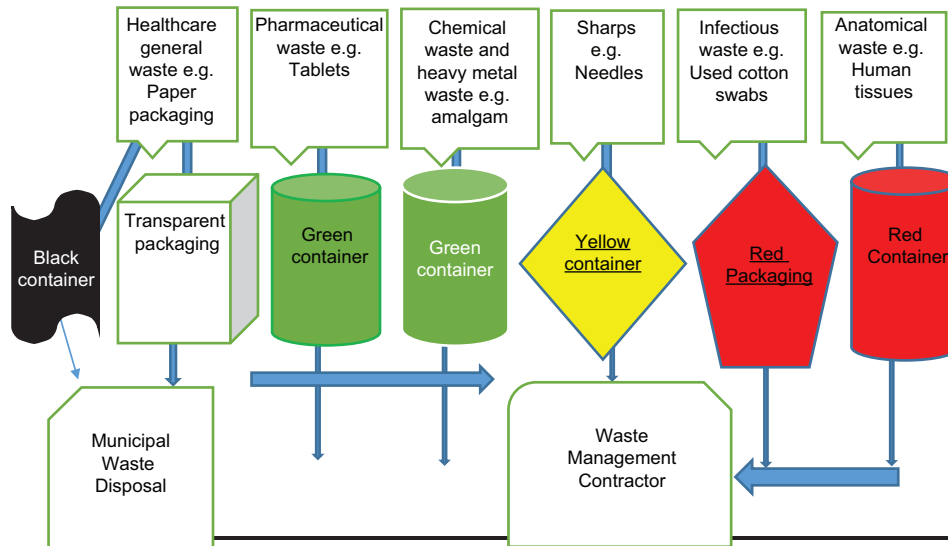 Healthcare
general
waste e.g.
Paper
packaging
Pharmaceutical
waste e.g.
Tablets
Chemical
waste and
heavy metal
waste e.g.
amalgam
Sharps
e.g.
Needles
Infectious
waste e.g.
Used cotton
swabs
Anatomical
waste e.g.
Human
tissues
Black
container
Transparent
packaging
Green
container
Green
container
Yellow
container
Red
Packaging
Red
Container
Municipal
Waste
Disposal
Waste
Management
Contractor